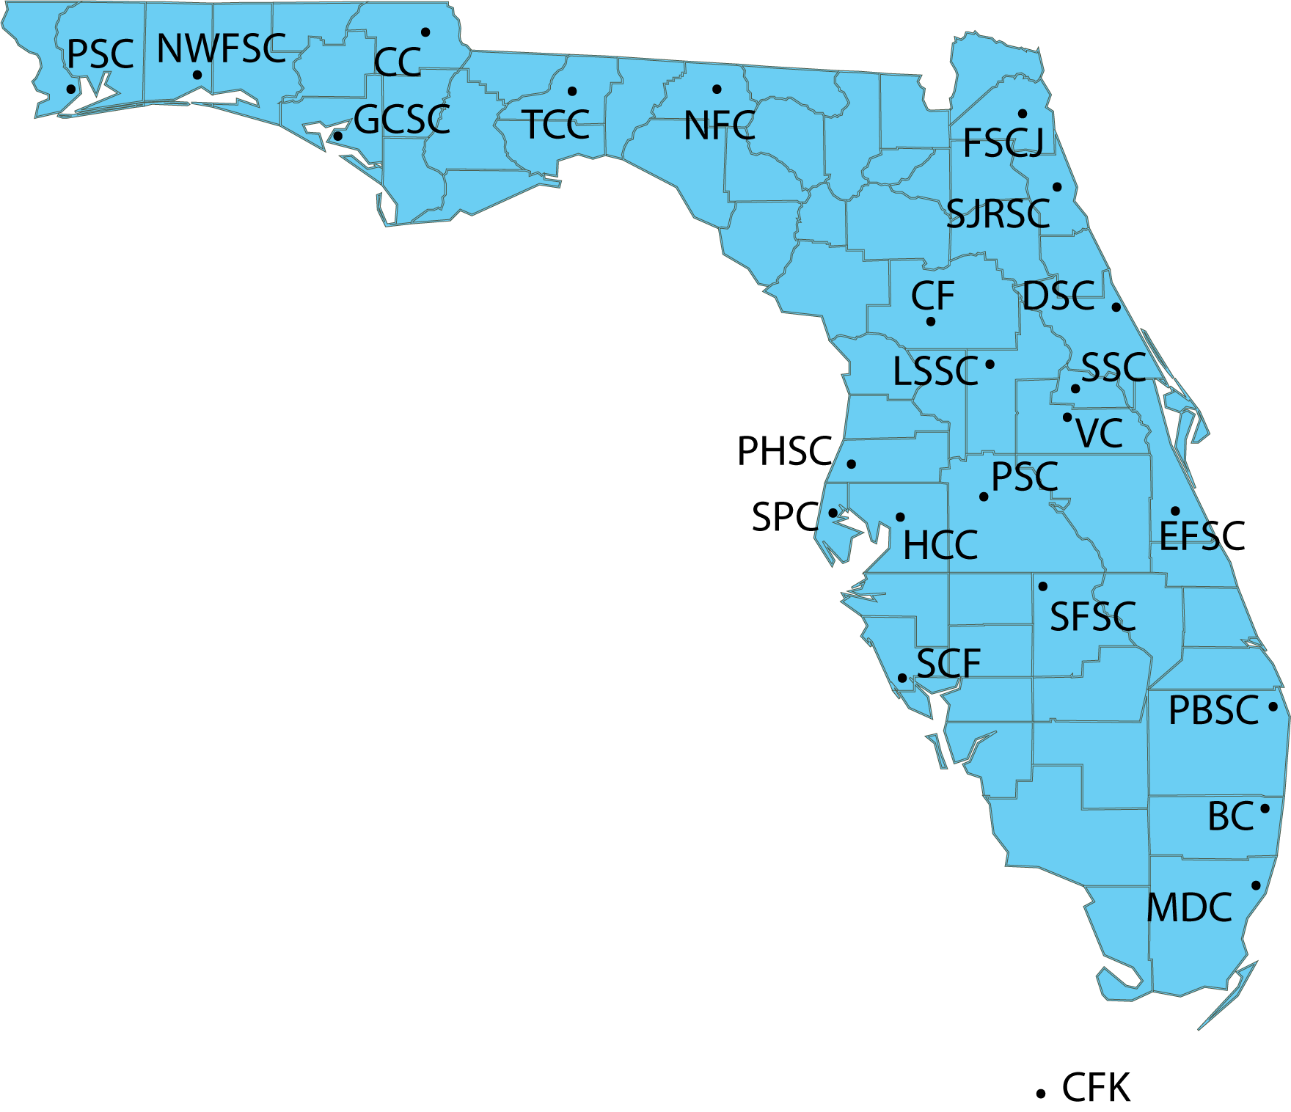 PSC
NWFSC
CC
GCSC
TCC
NFC
FSCJ
SJRSC
CF
DSC
LSSC
SSC
VC
PHSC
PSC
SPC
HCC
EFSC
SFSC
SCF
PBSC
BC
MDC
CFK